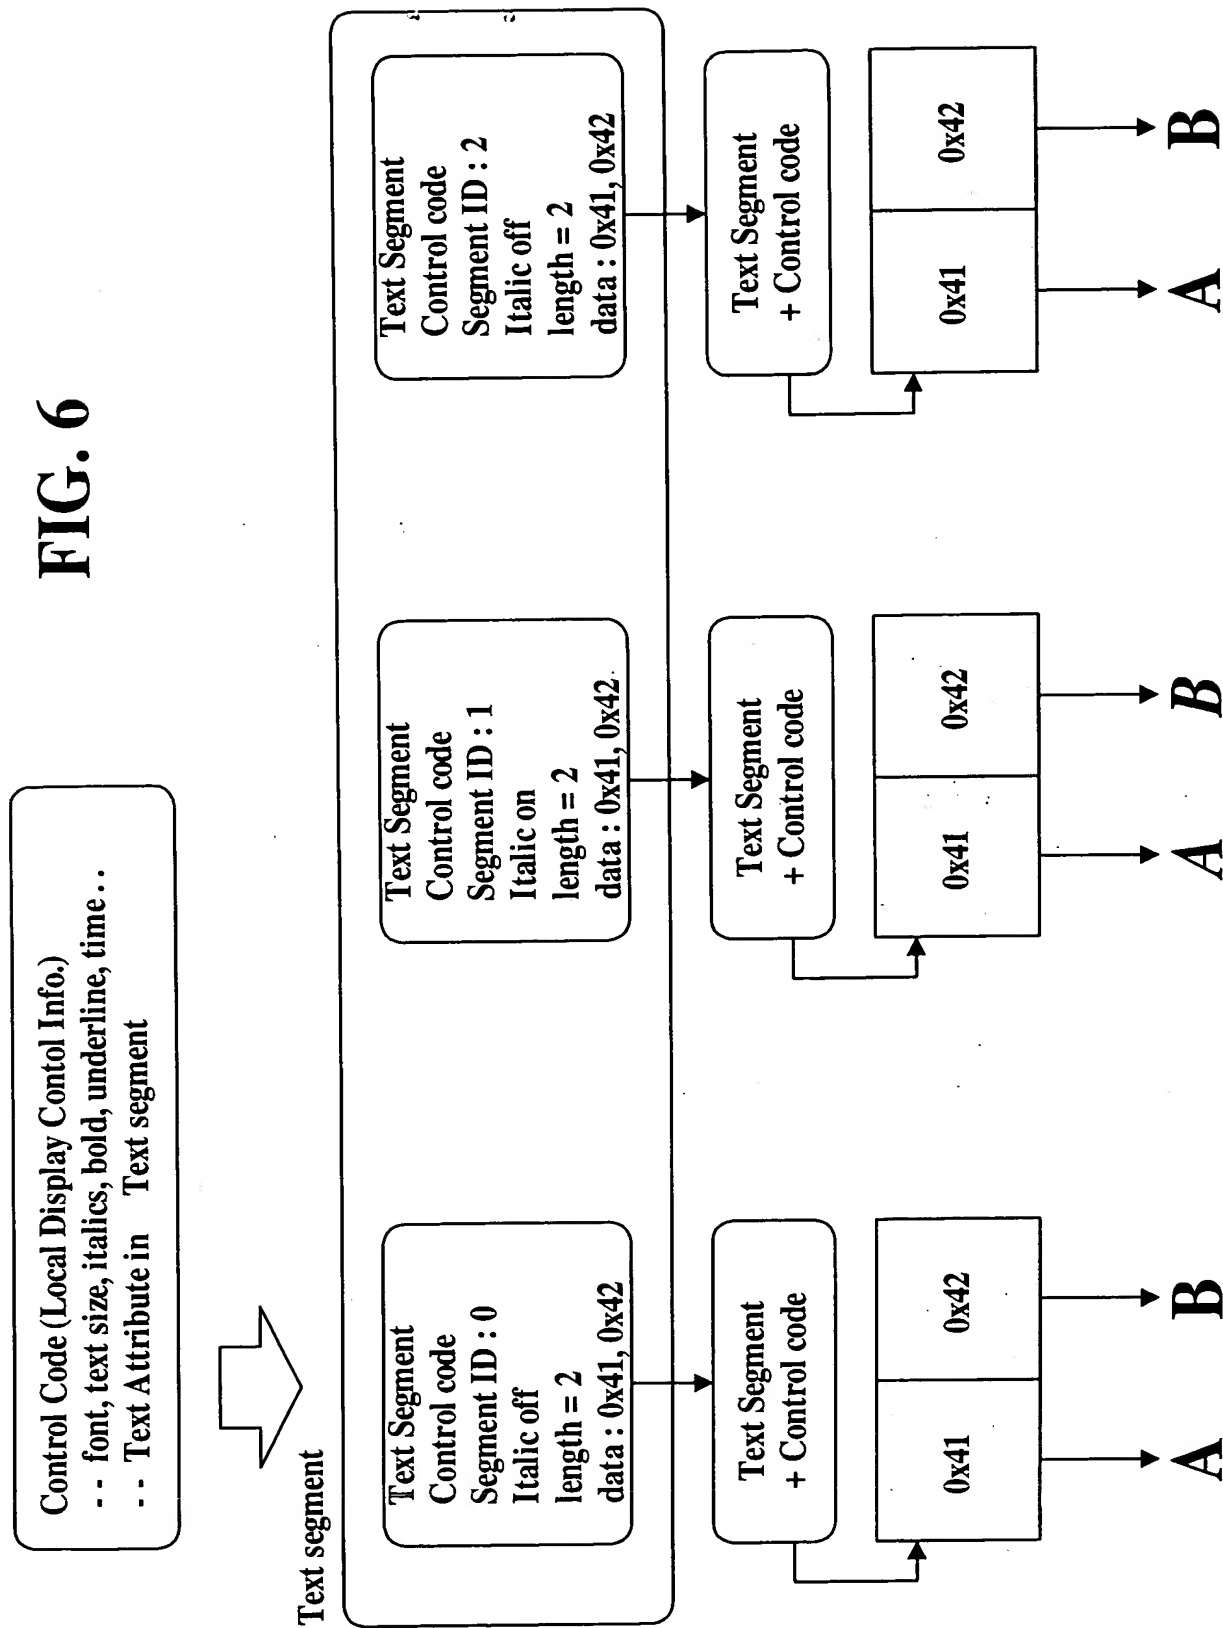 FIG. 6
Control Code (Local Display Contol Info.)
- - font, text size, italics, bold, underline, time...
- - Text Attribute in Text segment
Text segment
Text Segment
Control code
Segment ID : 0
Italic off
length = 2
data : 0x41, 0x42
Text Segment
Control code
Segment ID : 1
Italic on
length = 2
data : 0x41, 0x42
Text Segment
Control code
Segment ID : 2
Italic off
length = 2
data : 0x41, 0x42
Text Segment
+ Control code
Text Segment
+ Control code
Text Segment
+ Control code
0x41 0x42
0x41 0x42
0x41 0x42
A B
A B
A B